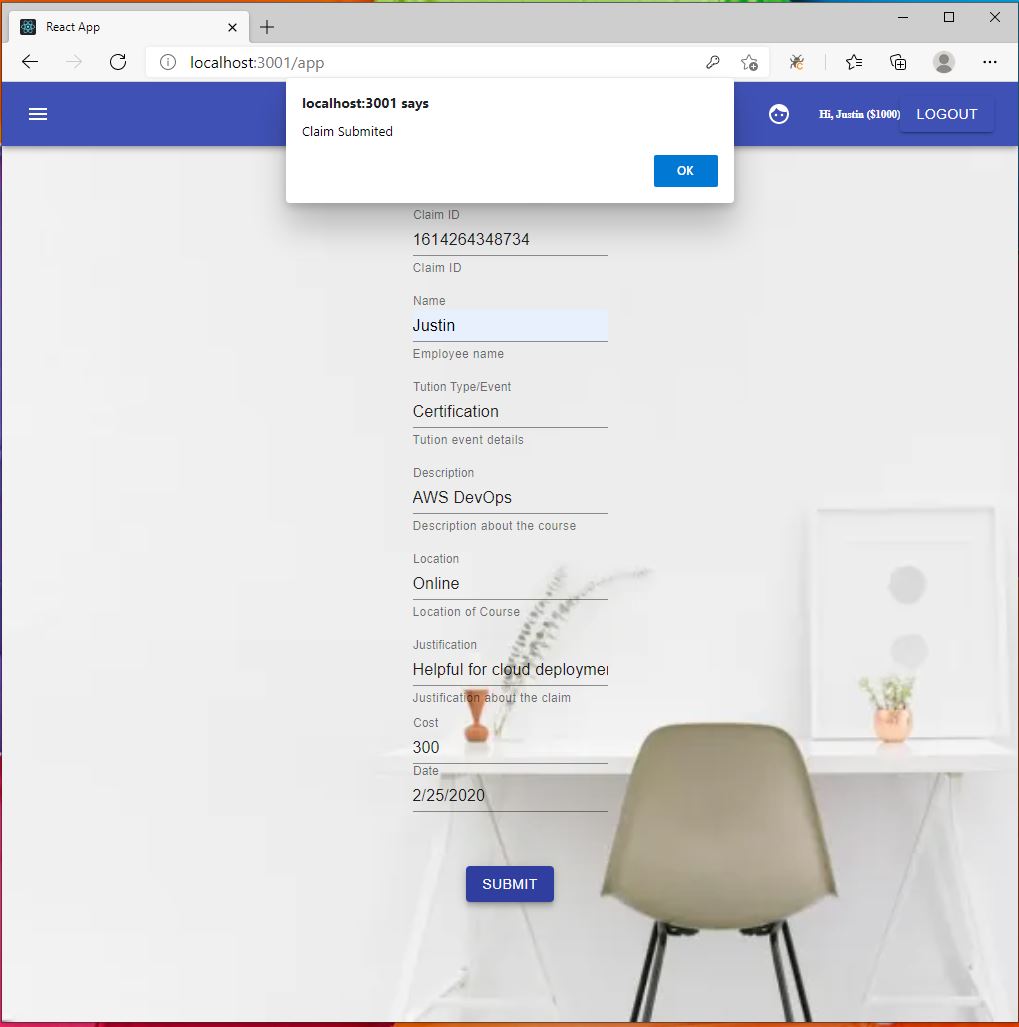 React App
localhost:3001/app
localhost:3001 says
Claim Submited
OK
Hi, Justin ($1000)
LOGOUT
Claim ID
1614264348734
Claim ID
Name
Justin
Employee name
Tution Type/Event
Certification
Tution event details
Description
AWS DevOps
Description about the course
Location
Online
Location of Course
Justification
Helpful for cloud deploymen
Justification about the claim
Cost
300
Date
2/25/2020
SUBMIT